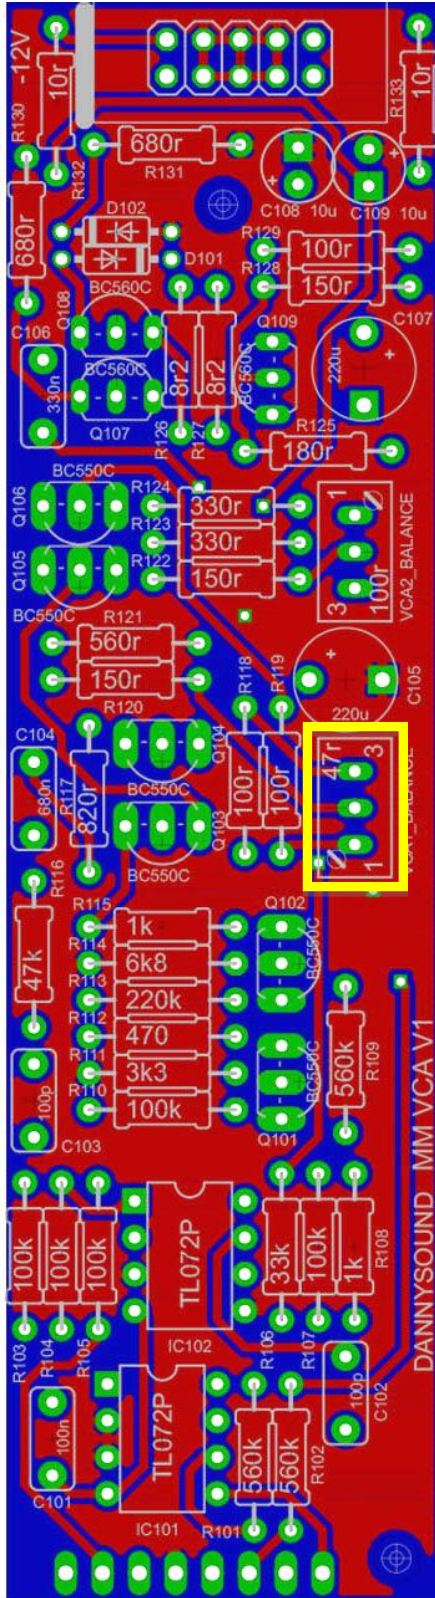 -12V
R130
10r
R133
10r
R132
680r
R131
680r
C108
10u
C109
10u
D102
D101
R129
100r
R128
150r
C107
220u
Q108
BC560C
BC560C
Q107
C106
330n
8r2
8r2
R126
R127
Q109
BC560C
R125
180r
Q106
BC550C
Q105
BC550C
R124
330r
R123
330r
R122
150r
1
3
100r
VCA2_BALANCE
R121
560r
150r
R120
R118
R119
100r
100r
C105
220u
C104
680n
R117
820r
Q104
BC550C
Q103
BC550C
47r
3
1
R116
47k
R115
1k
R114
6k8
R113
220k
R112
470
R111
3k3
R110
100k
Q102
BC550C
BC550C
Q101
R109
560k
100p
C103
DANNYSOUND MM VCA V1
100k
100k
100k
R103
R104
R105
TL072P
IC102
33k
100k
1k
R106
R107
R108
100p
C102
100n
C101
TL072P
IC101
560k
560k
R101
R102